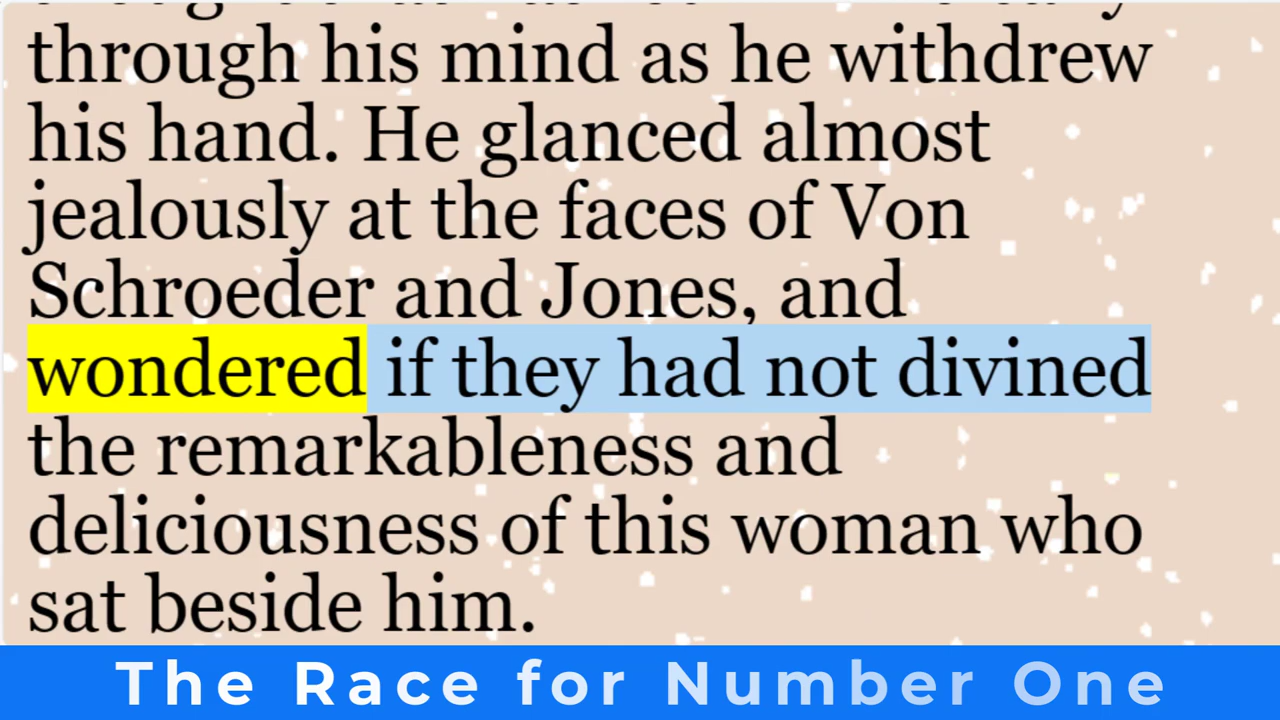 through his mind as he withdrew
his hand. He glanced almost
jealously at the faces of Von
Schroeder and Jones, and
wondered if they had not divined
the remarkableness and
deliciousness of this woman who
sat beside him.
The Race for Number One